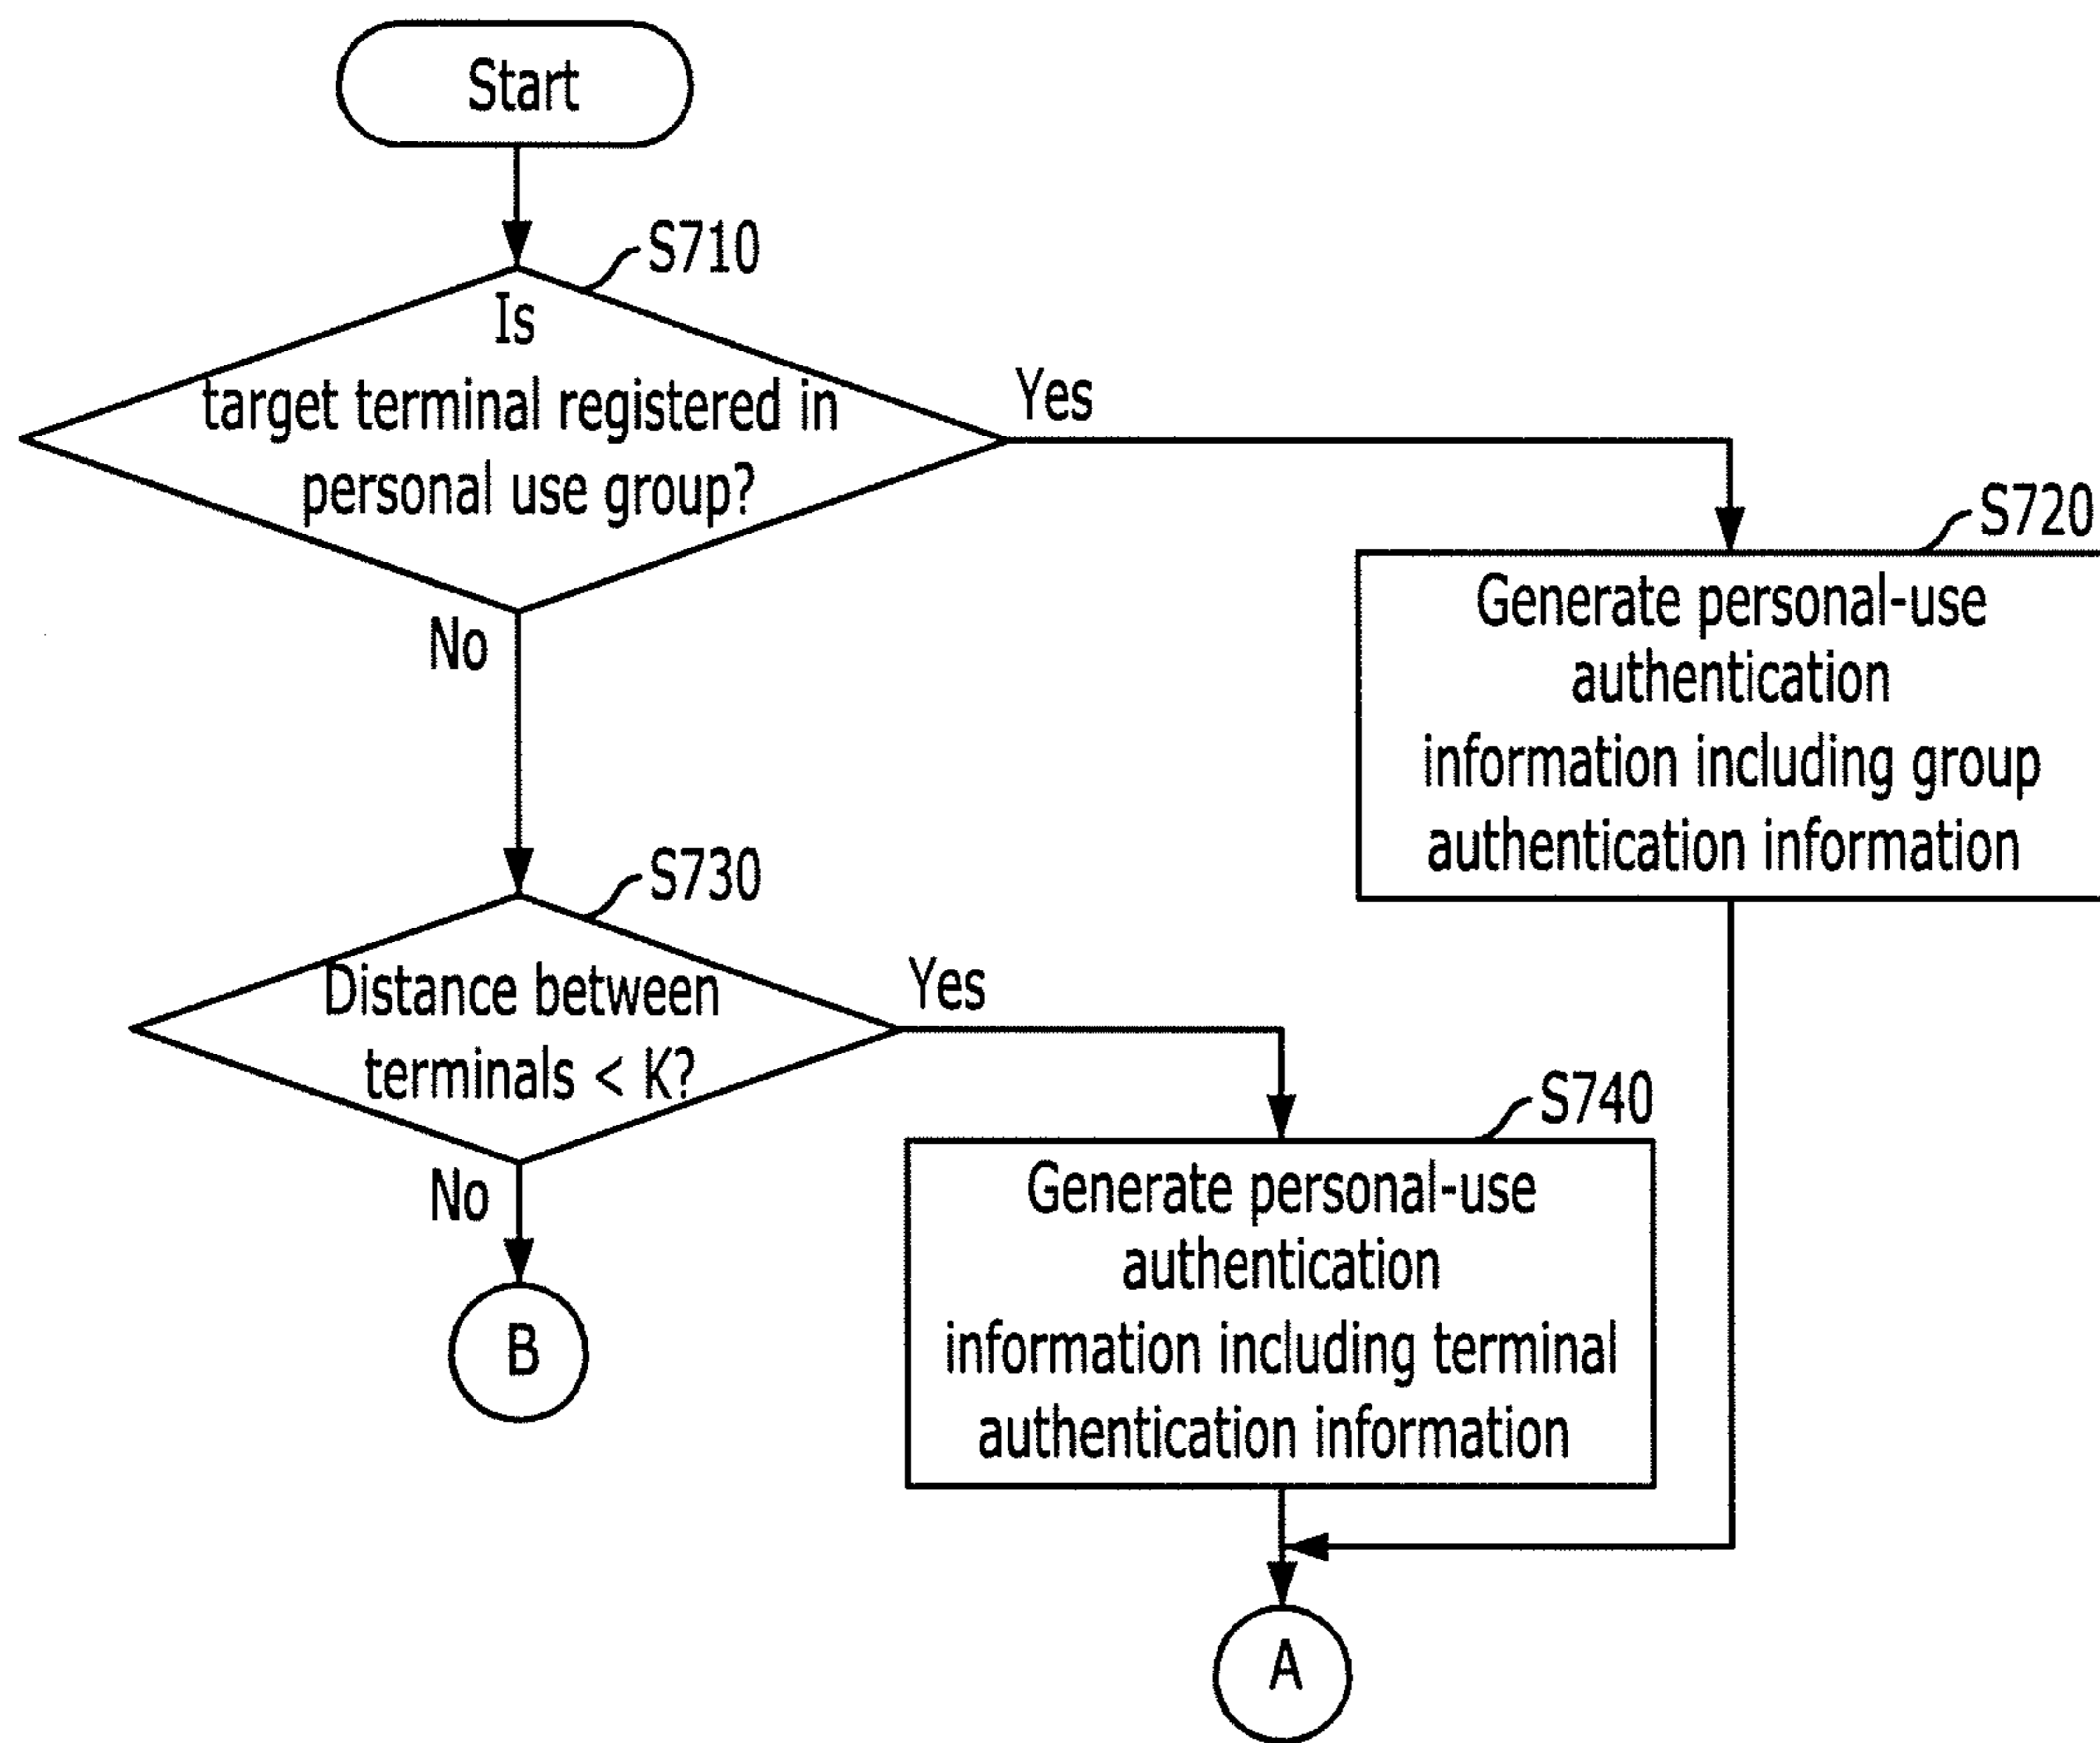 Start
S710
Is
target terminal registered in
personal use group?
Yes
No
S720
Generate personal-use
authentication
information including group
authentication information
S730
Distance between
terminals < K?
Yes
No
S740
Generate personal-use
authentication
information including terminal
authentication information
B
A